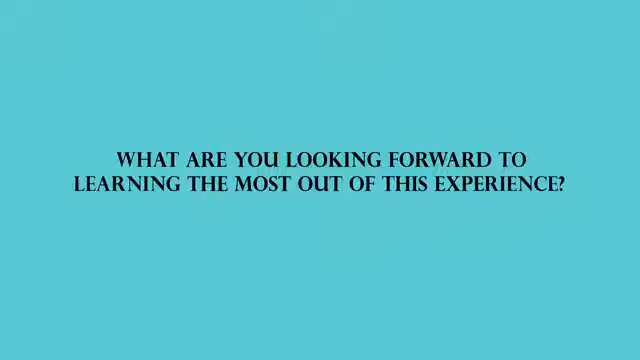 WHAT ARE YOU LOOKING FORWARD TO
LEARNING THE MOST OUT OF THIS EXPERIENCE?